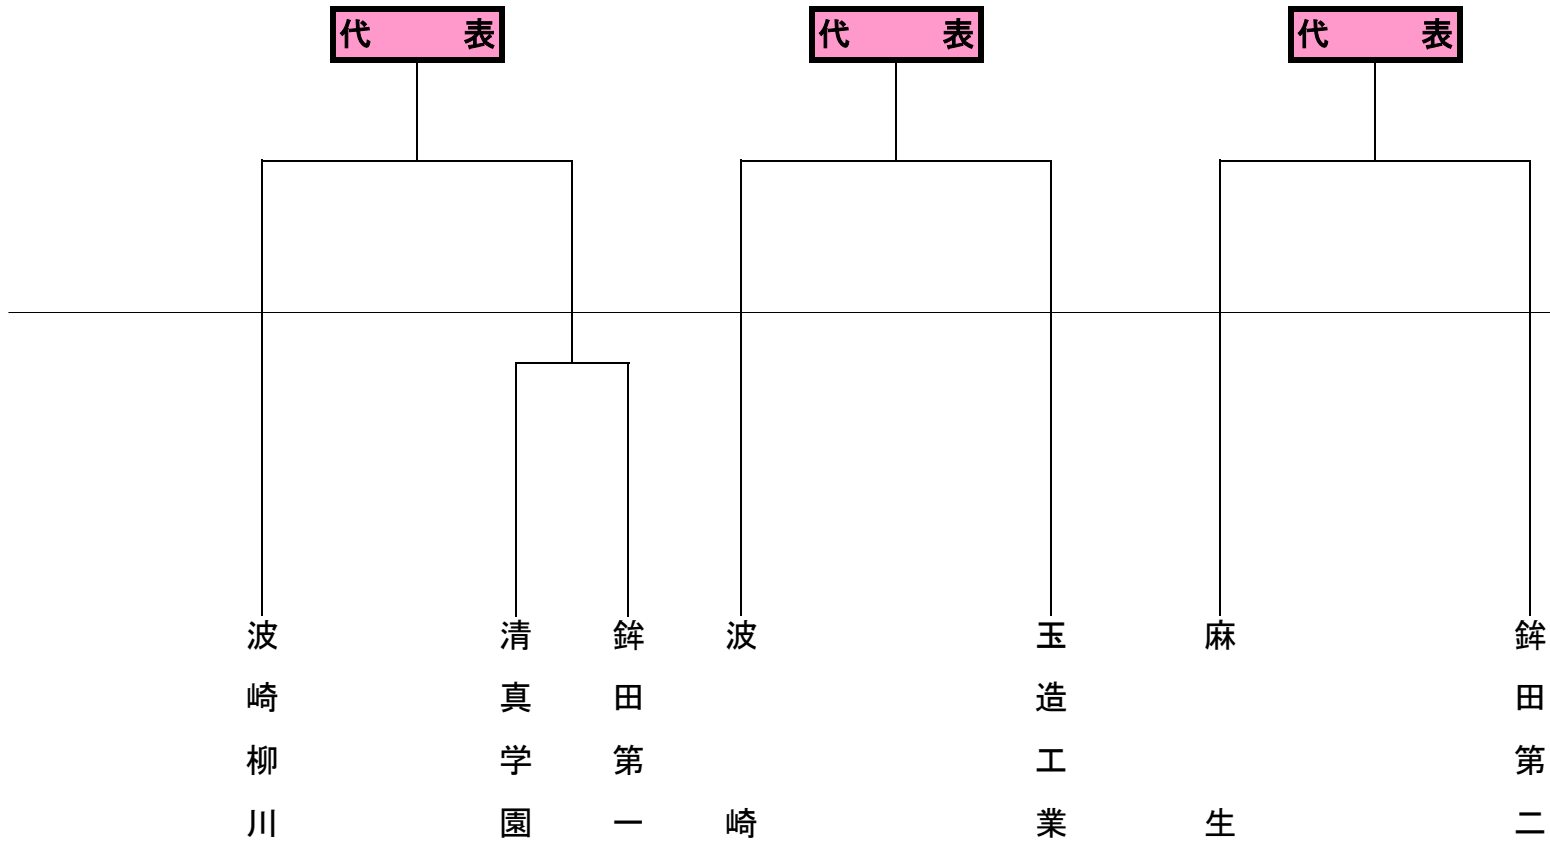 代表
代表
代表
波崎柳川
清真学園
鉾田第一
波崎
玉造工業
麻生
鉾田第二